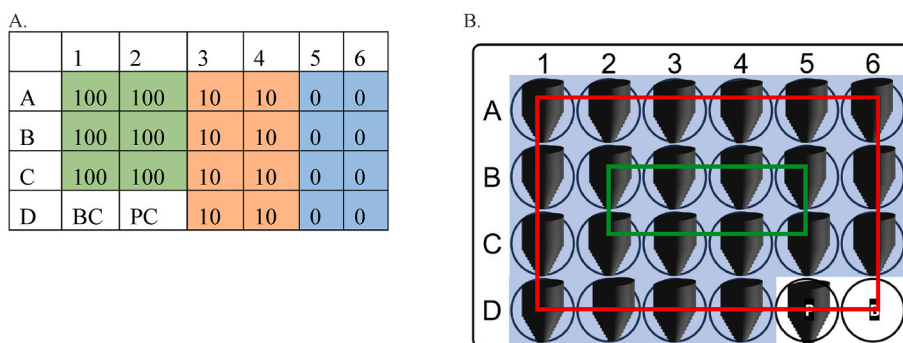 A.
1 2 3 4 5 6
A 100 100 10 10 0 0
B 100 100 10 10 0 0
C 100 100 10 10 0 0
D BC PC 10 10 0 0
B.
1 2 3 4 5 6
A
B
C
D P B